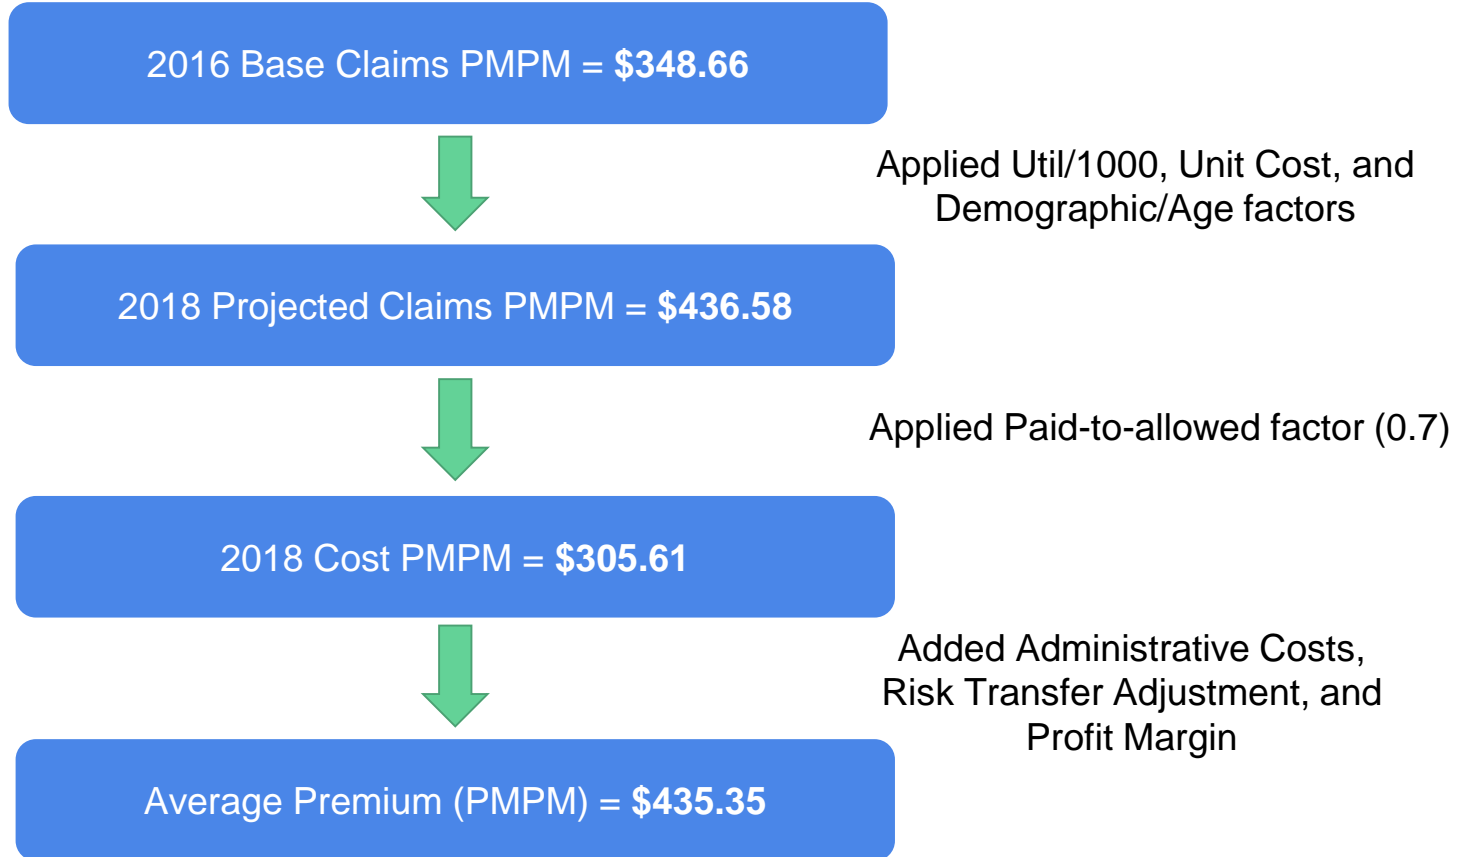 2016 Base Claims PMPM = $348.66
Applied Util/1000, Unit Cost, and
Demographic/Age factors
2018 Projected Claims PMPM = $436.58
Applied Paid-to-allowed factor (0.7)
2018 Cost PMPM = $305.61
Added Administrative Costs,
Risk Transfer Adjustment, and
Profit Margin
Average Premium (PMPM) = $435.35